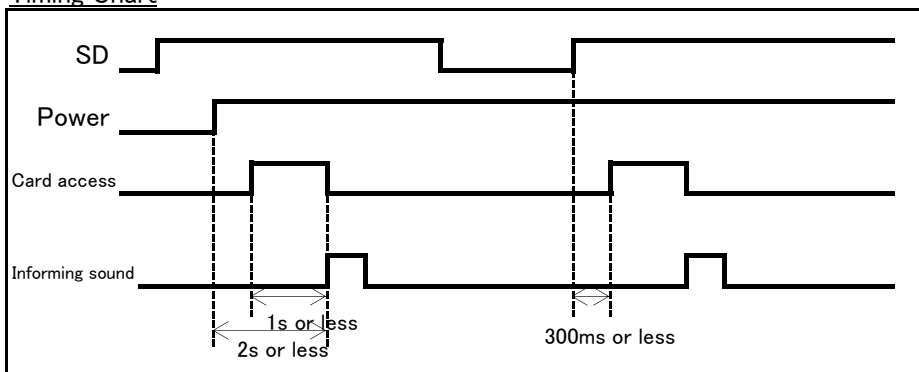 Timing Chart
SD
Power
Card access
Informing sound
1s or less
2s or less
300ms or less